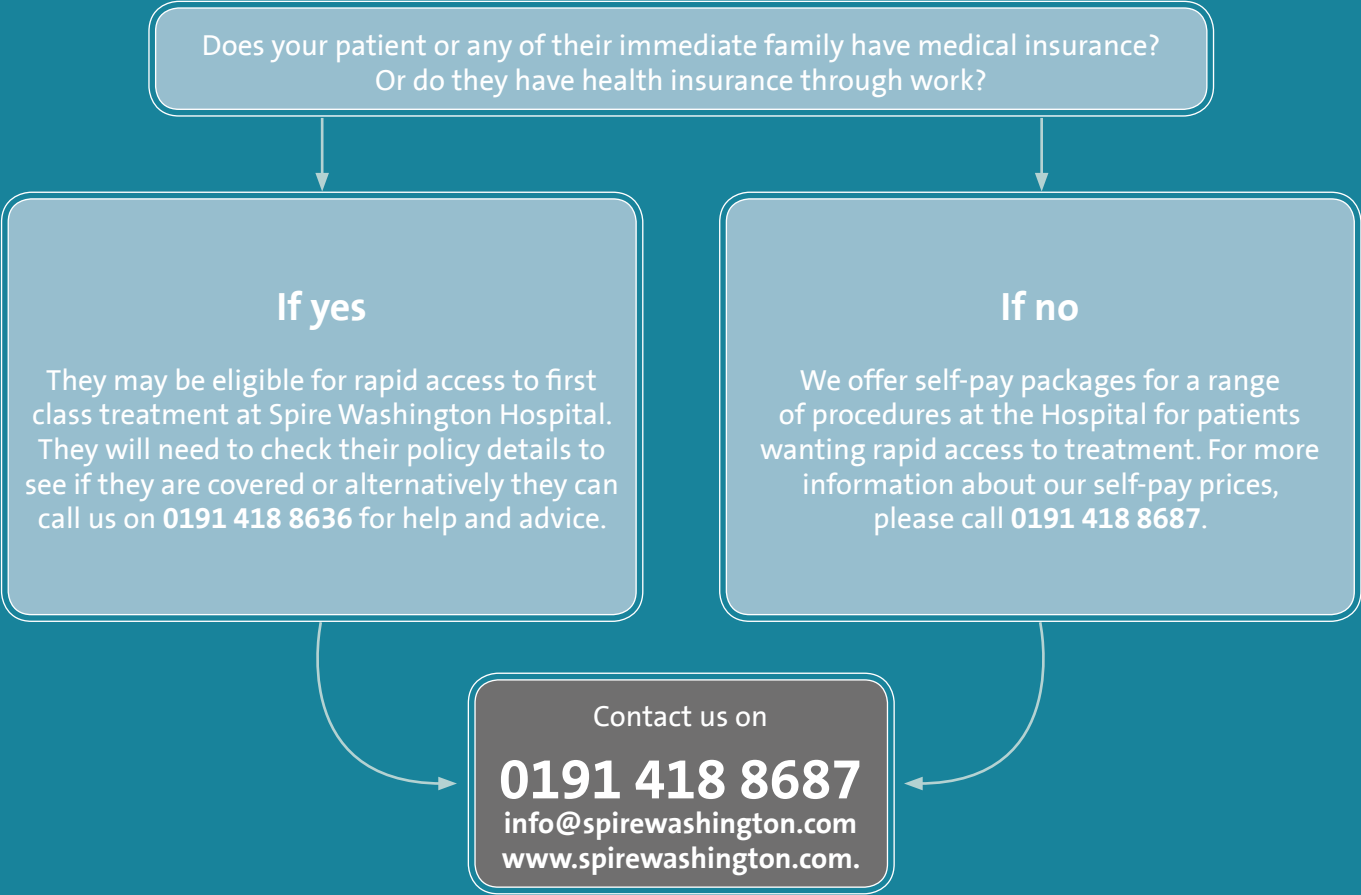 Does your patient or any of their immediate family have medical insurance?
Or do they have health insurance through work?
If yes
They may be eligible for rapid access to first
class treatment at Spire Washington Hospital.
They will need to check their policy details to
see if they are covered or alternatively they can
call us on 0191 418 8636 for help and advice.
If no
We offer self-pay packages for a range
of procedures at the Hospital for patients
wanting rapid access to treatment. For more
information about our self-pay prices,
please call 0191 418 8687.
Contact us on
0191 418 8687
info@spirewashington.com
www.spirewashington.com.